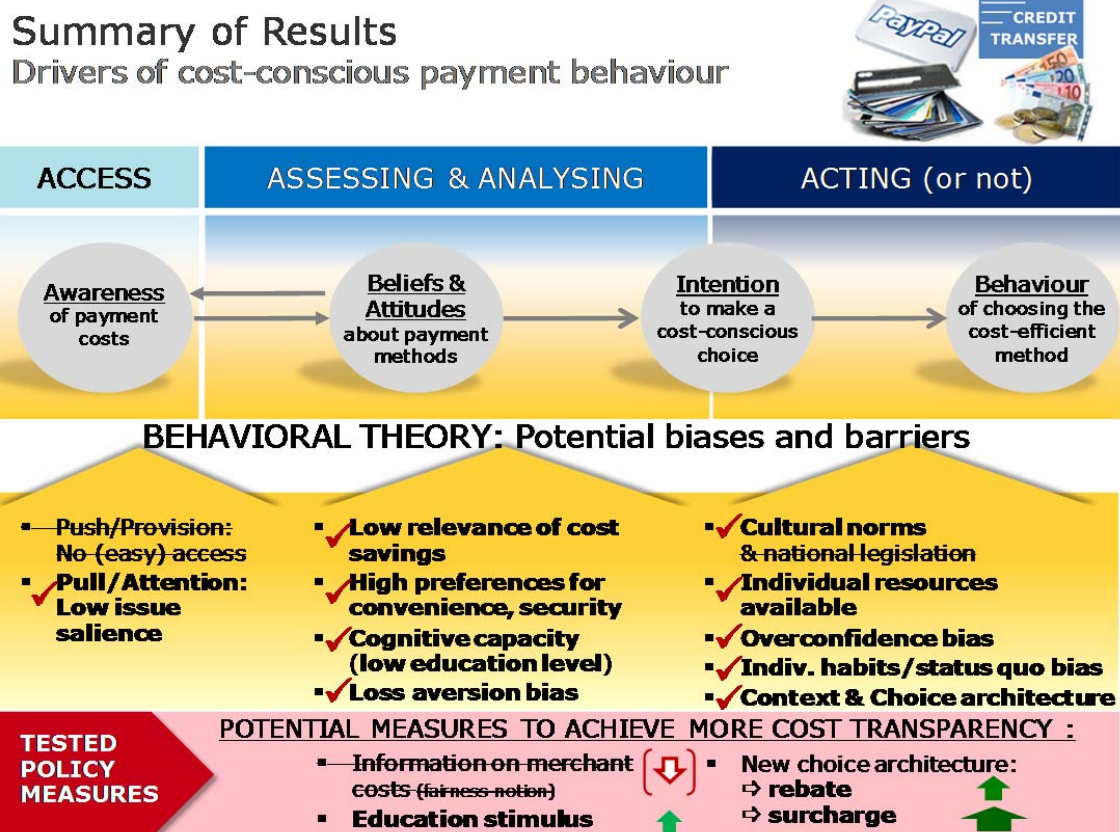 Summary of Results
Drivers of cost-conscious payment behaviour
PayPal
CREDIT
TRANSFER
50
20
10
ACCESS
ASSESSING & ANALYSING
ACTING (or not)
Awareness
of payment
costs
Beliefs &
Attitudes
about payment
methods
Intention
to make a
cost-conscious
choice
Behaviour
of choosing the
cost-efficient
method
BEHAVIORAL THEORY: Potential biases and barriers
▪ Push/Provision:
No (easy) access
▪ Pull/Attention:
Low issue
salience
▪ Low relevance of cost
savings
▪ High preferences for
convenience, security
▪ Cognitive capacity
(low education level)
▪ Loss aversion bias
▪ Cultural norms
& national legislation
▪ Individual resources
available
▪ Overconfidence bias
▪ Indiv. habits/status quo bias
▪ Context & Choice architecture
TESTED
POLICY
MEASURES
POTENTIAL MEASURES TO ACHIEVE MORE COST TRANSPARENCY :
▪ Information on merchant
costs (fairness notion)
▪ Education stimulus
▪ New choice architecture:
⇨ rebate
⇨ surcharge